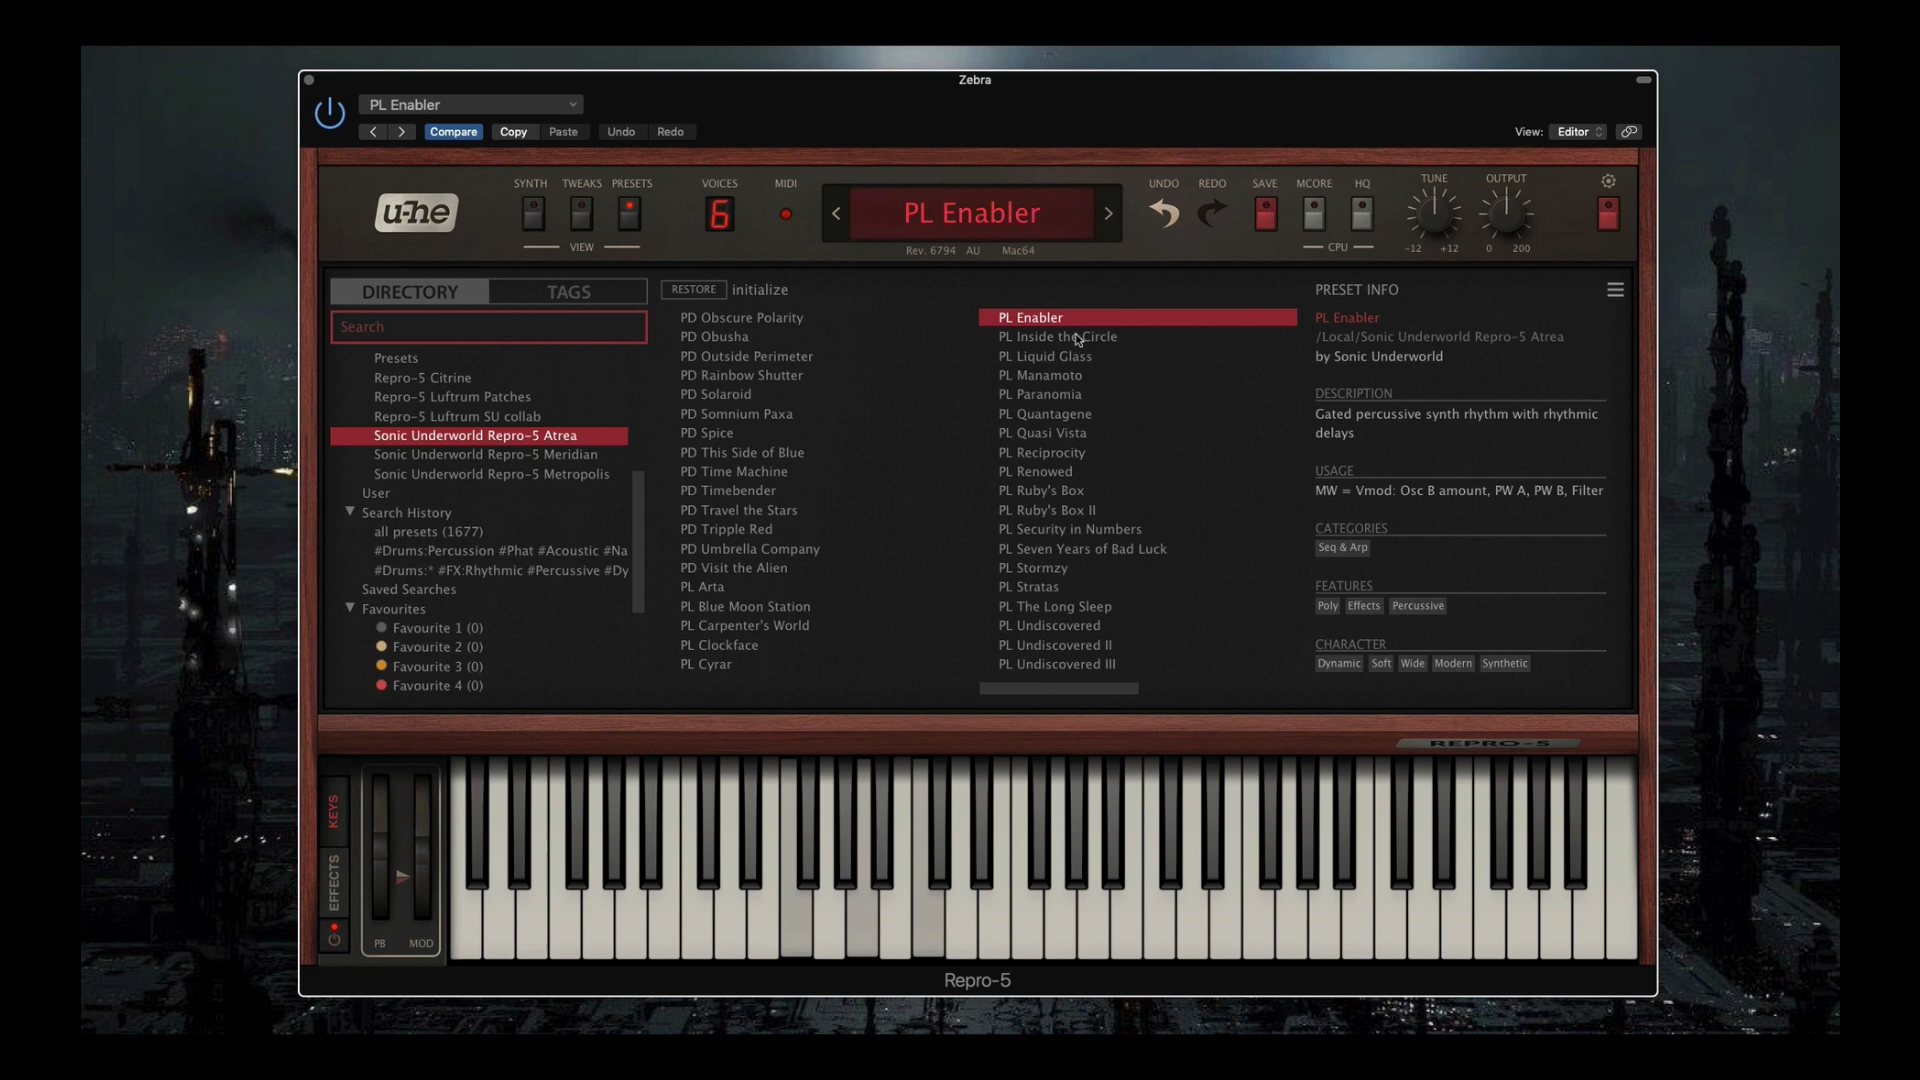 Zebra
PL Enabler
Compare
Copy
Paste
Undo
Redo
View:
Editor
u-he
SYNTH
TWEAKS
PRESETS
VIEW
VOICES
6
MIDI
PL Enabler
Rev. 6794 AU Mac64
UNDO
REDO
SAVE
MCORE
HQ
CPU
TUNE
-12 +12
OUTPUT
0 200
DIRECTORY
TAGS
Search
Presets
Repro-5 Citrine
Repro-5 Luftrum Patches
Repro-5 Luftrum SU collab
Sonic Underworld Repro-5 Atrea
Sonic Underworld Repro-5 Meridian
Sonic Underworld Repro-5 Metropolis
User
Search History
all presets (1677)
#Drums:Percussion #Phat #Acoustic #Na
#Drums:* #FX:Rhythmic #Percussive #Dy
Saved Searches
Favourites
Favourite 1 (0)
Favourite 2 (0)
Favourite 3 (0)
Favourite 4 (0)
RESTORE
initialize
PD Obscure Polarity
PD Obusha
PD Outside Perimeter
PD Rainbow Shutter
PD Solaroid
PD Somnium Paxa
PD Spice
PD This Side of Blue
PD Time Machine
PD Timebender
PD Travel the Stars
PD Tripple Red
PD Umbrella Company
PD Visit the Alien
PL Arta
PL Blue Moon Station
PL Carpenter's World
PL Clockface
PL Cyrar
PL Enabler
PL Inside the Circle
PL Liquid Glass
PL Manamoto
PL Paranomia
PL Quantagene
PL Quasi Vista
PL Reciprocity
PL Renowed
PL Ruby's Box
PL Ruby's Box II
PL Security in Numbers
PL Seven Years of Bad Luck
PL Stormzy
PL Stratas
PL The Long Sleep
PL Undiscovered
PL Undiscovered II
PL Undiscovered III
PRESET INFO
PL Enabler
/Local/Sonic Underworld Repro-5 Atrea
by Sonic Underworld
DESCRIPTION
Gated percussive synth rhythm with rhythmic
delays
USAGE
MW = Vmod: Osc B amount, PW A, PW B, Filter
CATEGORIES
Seq & Arp
FEATURES
Poly
Effects
Percussive
CHARACTER
Dynamic
Soft
Wide
Modern
Synthetic
REPRO-5
KEYS
EFFECTS
PB
MOD
Repro-5